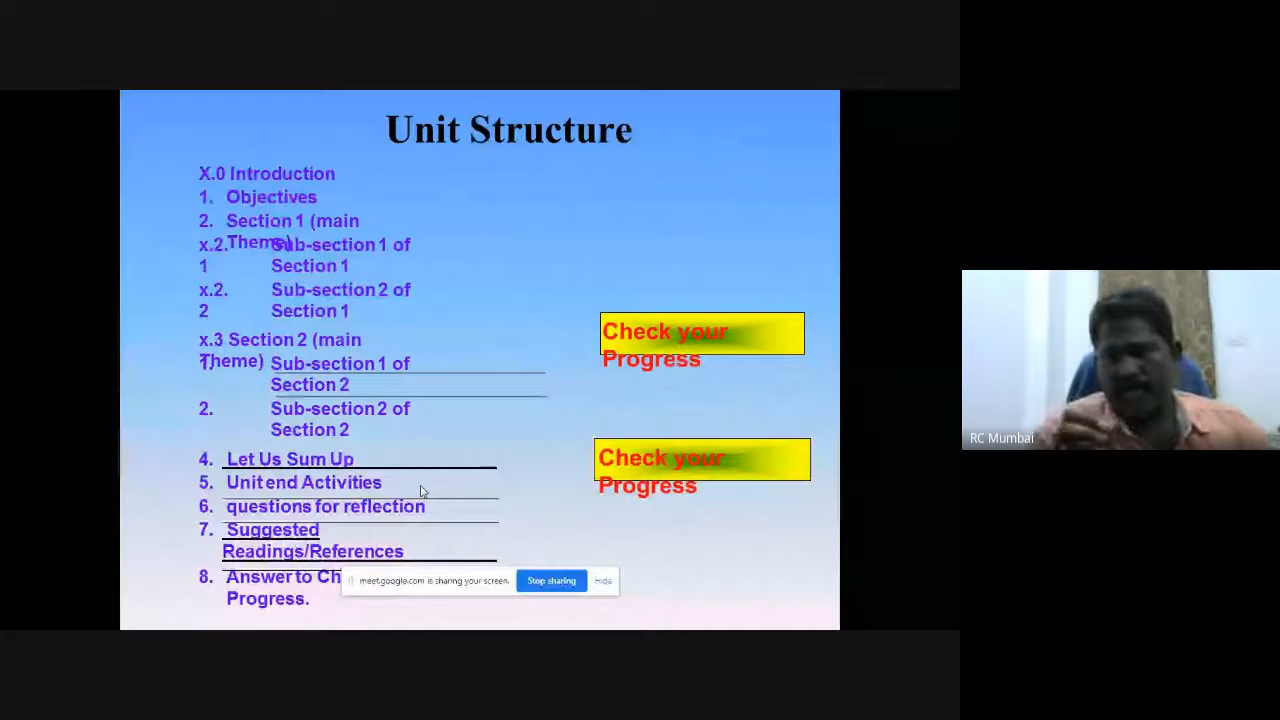 Unit Structure
X.0 Introduction
1. Objectives
2. Section 1 (main
Theme)
x.2. Sub-section 1 of
1 Section 1
x.2. Sub-section 2 of
2 Section 1
x.3 Section 2 (main
Theme)
1. Sub-section 1 of
Section 2
2. Sub-section 2 of
Section 2
4. Let Us Sum Up
5. Unit end Activities
6. questions for reflection
7. Suggested
Readings/References
8. Answer to Ch
Progress.
Check your
Progress
Check your
Progress
meet.google.com is sharing your screen. Stop sharing Hide
RC Mumbai